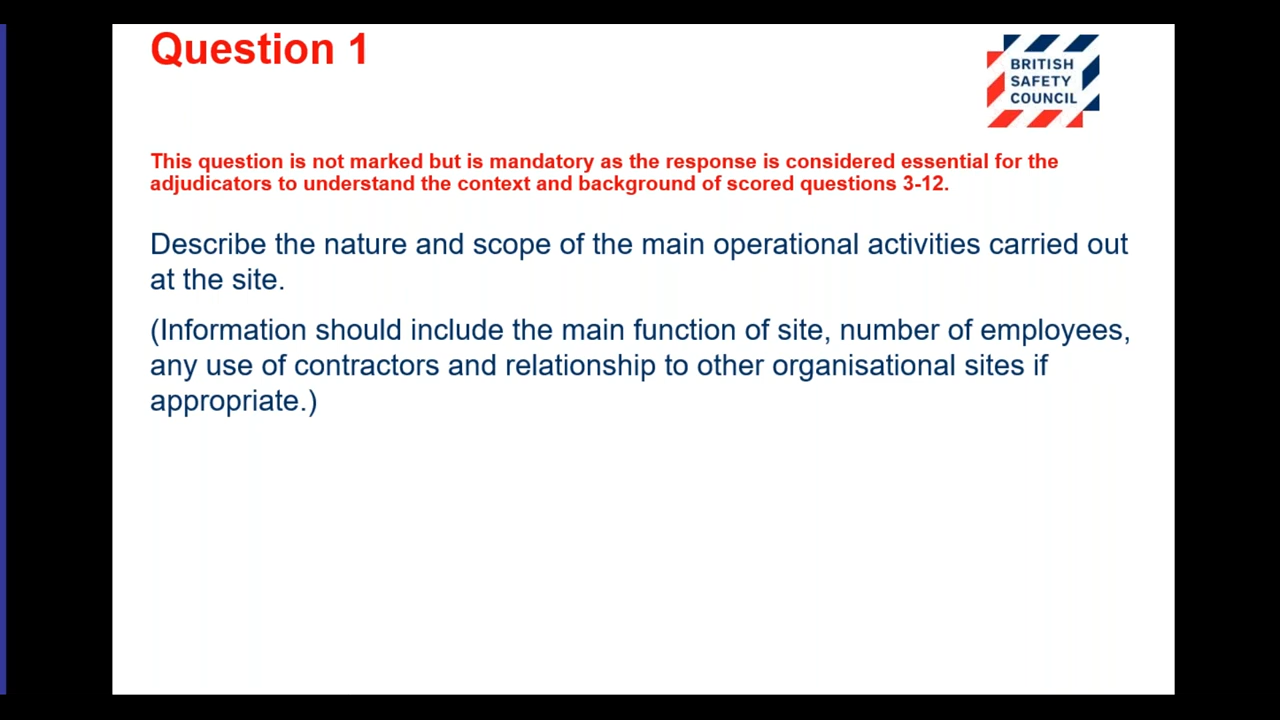 Question 1
BRITISH
SAFETY
COUNCIL
This question is not marked but is mandatory as the response is considered essential for the
adjudicators to understand the context and background of scored questions 3-12.
Describe the nature and scope of the main operational activities carried out
at the site.
(Information should include the main function of site, number of employees,
any use of contractors and relationship to other organisational sites if
appropriate.)